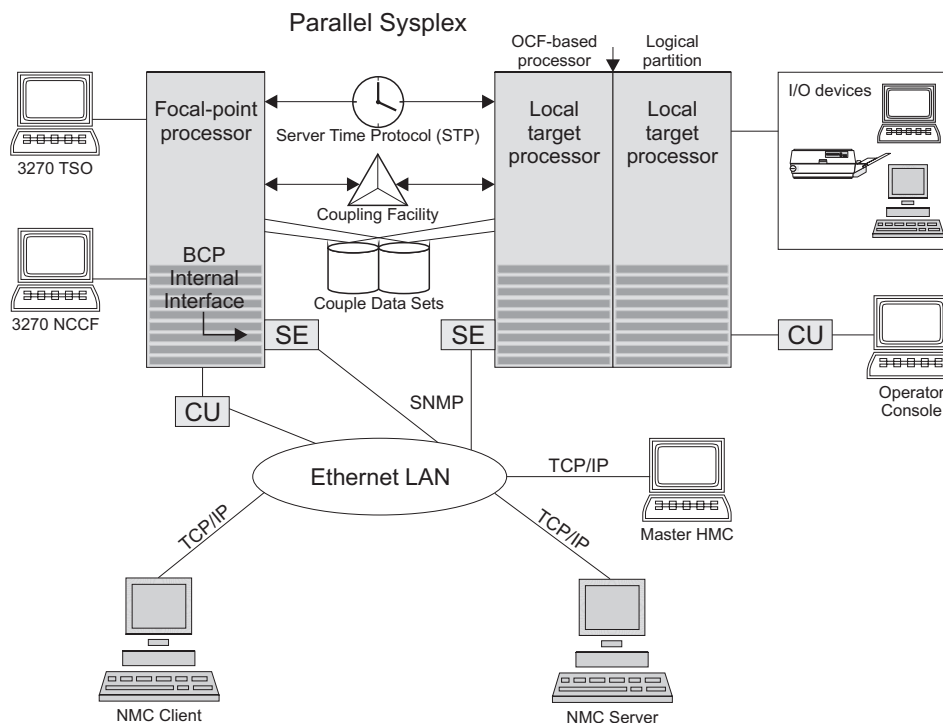 Parallel Sysplex
OCF-based
processor
Logical
partition
3270 TSO
Focal-point
processor
Server Time Protocol (STP)
Local
target
processor
Local
target
processor
I/O devices
Coupling Facility
3270 NCCF
BCP
Internal
Interface
Couple Data Sets
SE
SE
CU
Operator
Console
CU
SNMP
Ethernet LAN
TCP/IP
Master HMC
TCP/IP
TCP/IP
NMC Client
NMC Server